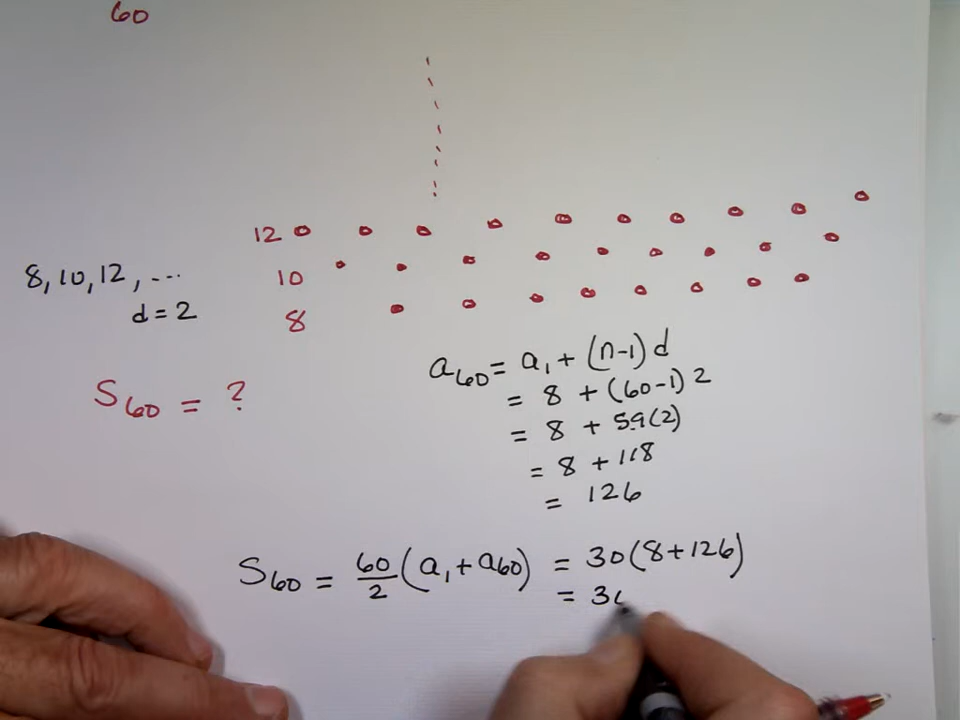 60
12
8, 10, 12, ...
10
d = 2
8
a₆₀ = a₁ + (n-1) d
= 8 + (60-1) 2
S₆₀ = ?
= 8 + 59(2)
= 8 + 118
= 126
S₆₀ = 60/2 (a₁ + a₆₀) = 30(8 + 126)
= 30